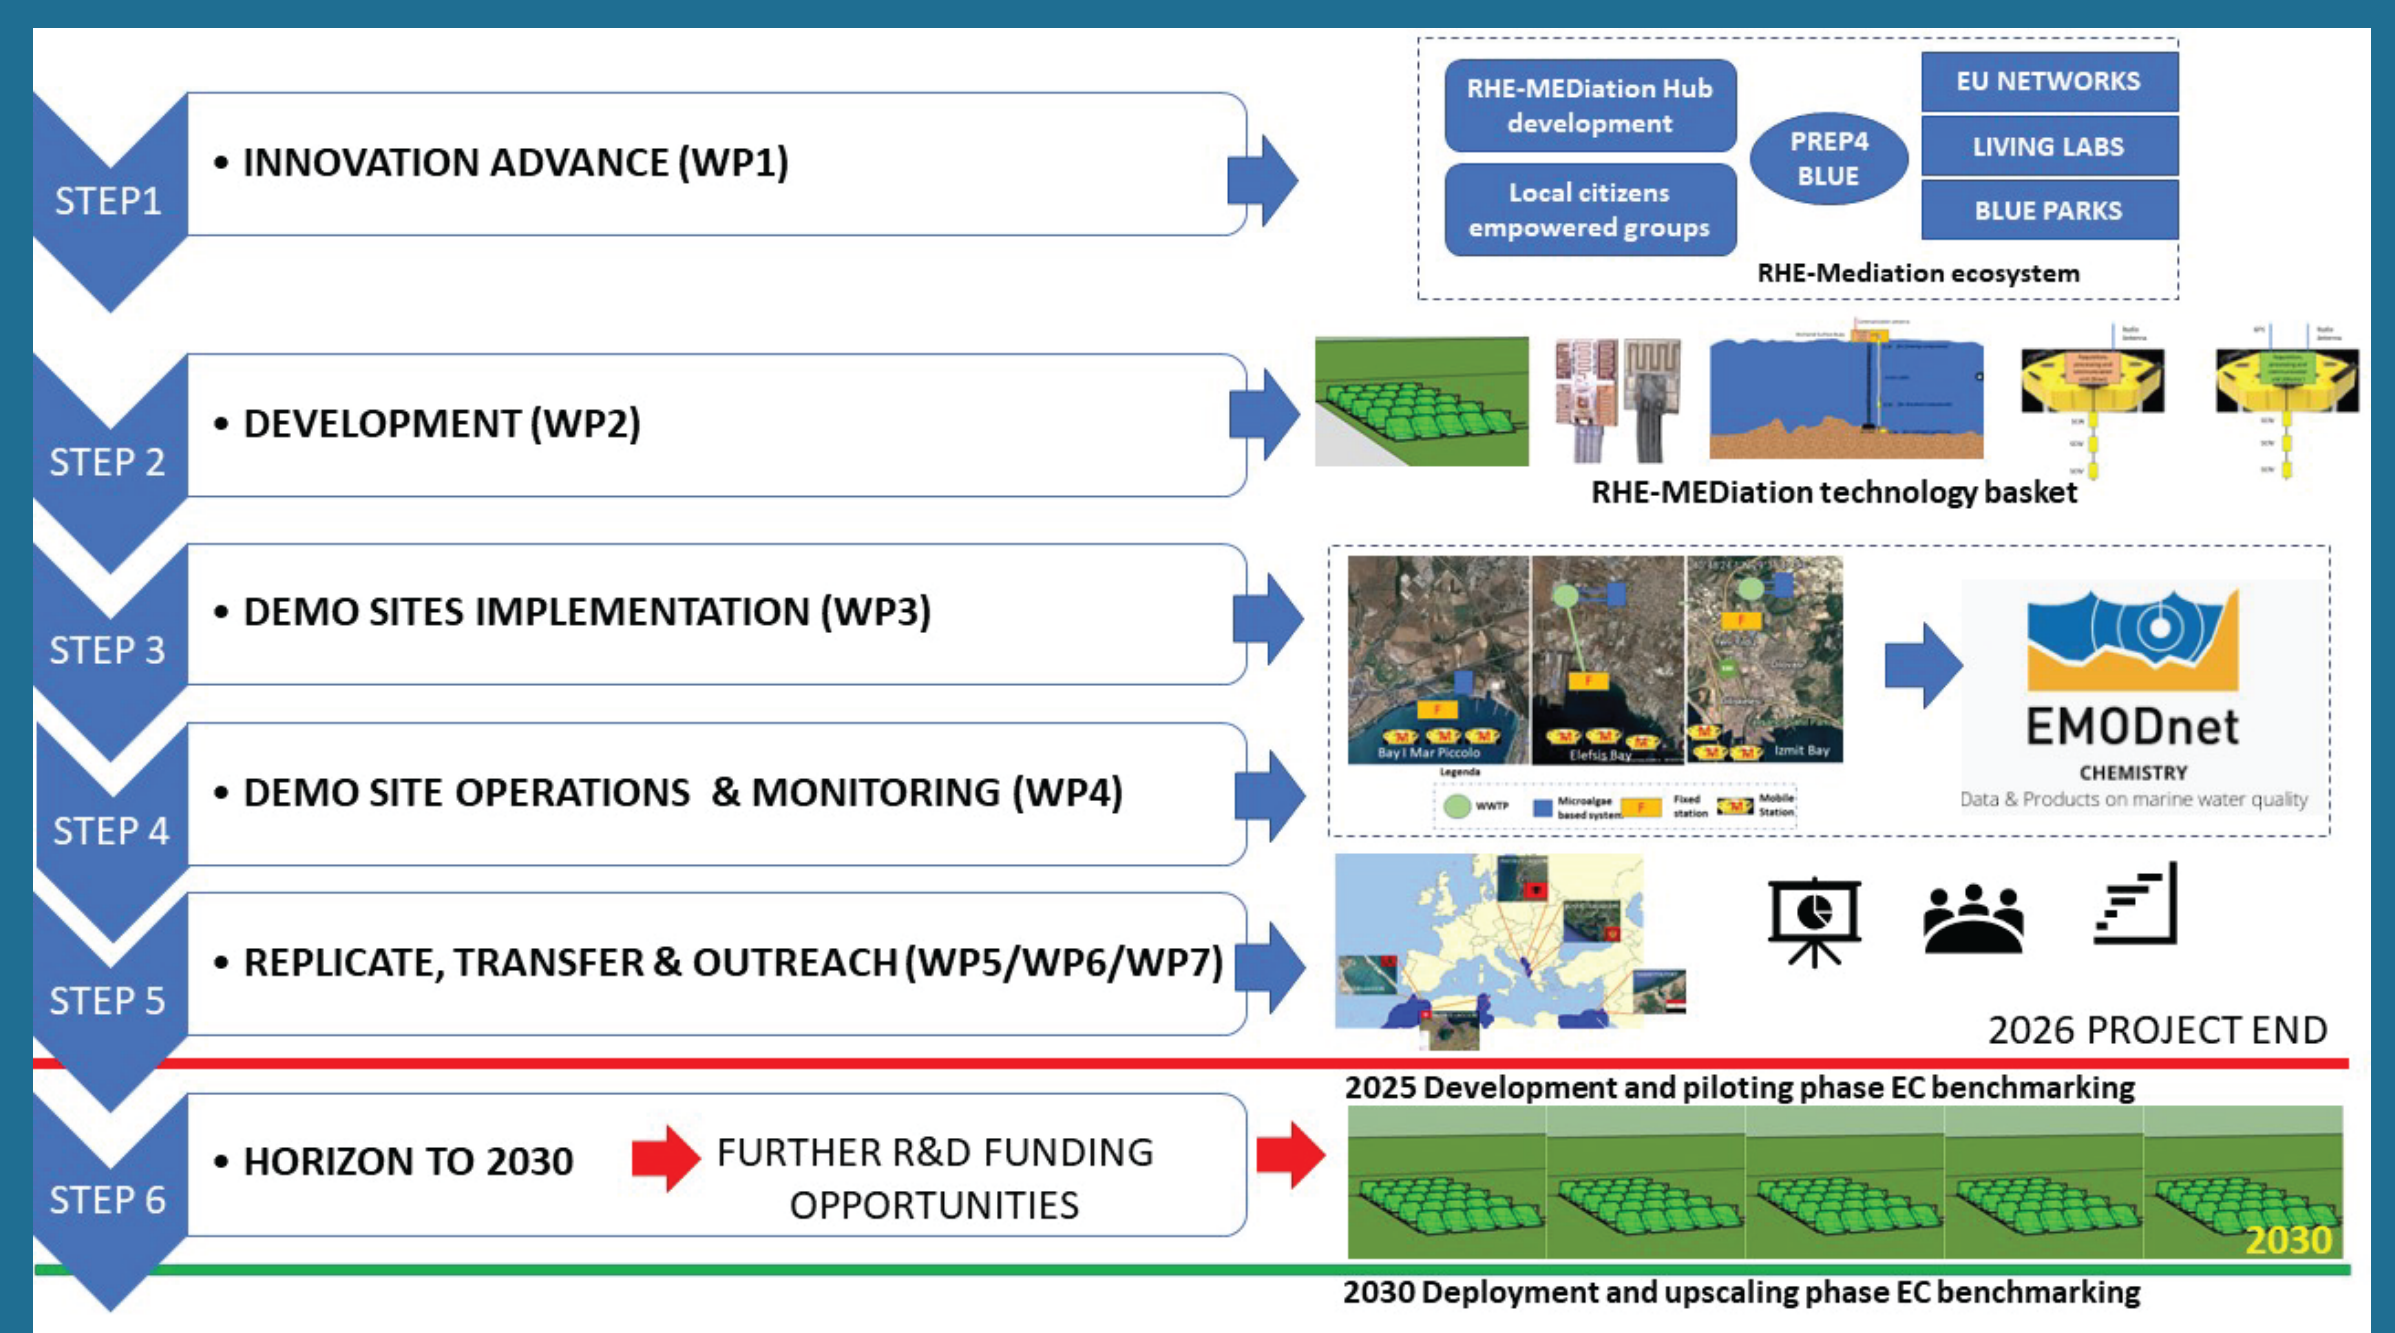 STEP1
• INNOVATION ADVANCE (WP1)
RHE-MEDiation Hub
development
Local citizens
empowered groups
PREP4
BLUE
EU NETWORKS
LIVING LABS
BLUE PARKS
RHE-Mediation ecosystem
STEP 2
• DEVELOPMENT (WP2)
Radio
Antenna
GPS
Radio
Antenna
RHE-MEDiation technology basket
STEP 3
• DEMO SITES IMPLEMENTATION (WP3)
F
M M M
Bay I Mar Piccolo
F
M M M
Elefsis Bay
F
M M M
Izmit Bay
Legenda
WWTP
Microalgae
based system
F
Fixed
station
M
Mobile
Station
EMODnet
CHEMISTRY
Data & Products on marine water quality
STEP 4
• DEMO SITE OPERATIONS & MONITORING (WP4)
STEP 5
• REPLICATE, TRANSFER & OUTREACH (WP5/WP6/WP7)
2026 PROJECT END
2025 Development and piloting phase EC benchmarking
STEP 6
• HORIZON TO 2030
FURTHER R&D FUNDING
OPPORTUNITIES
2030
2030 Deployment and upscaling phase EC benchmarking